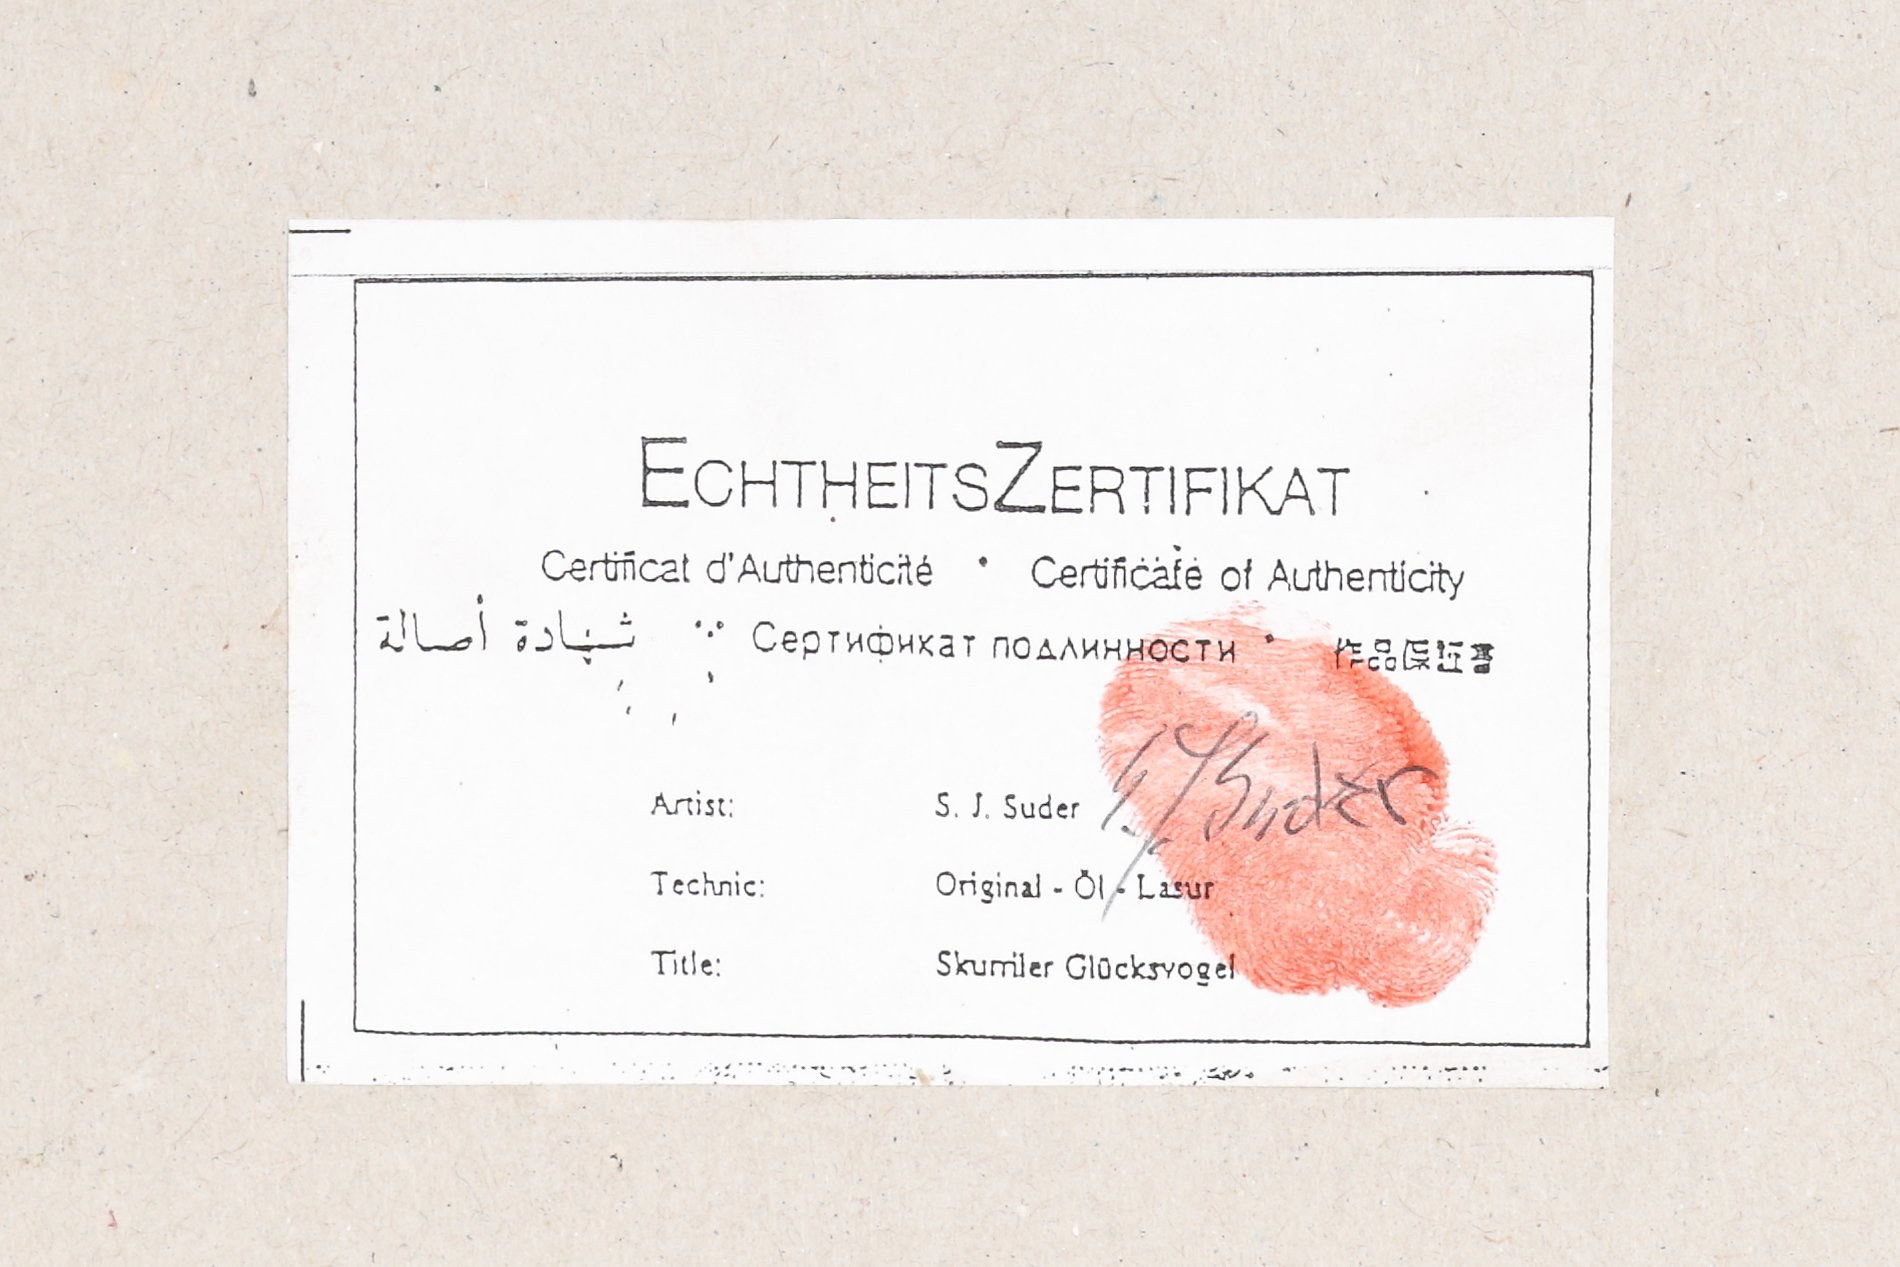 ECHTHEITSZERTIFIKAT
Certificat d'Authenticité • Certificate of Authenticity
شهادة أصالة • Сертификат подлинности • 作品保証書
Artist: S. J. Suder
S. J. Suder
Technic: Original - Öl - Lasur
Title: Skurriler Glücksvogel